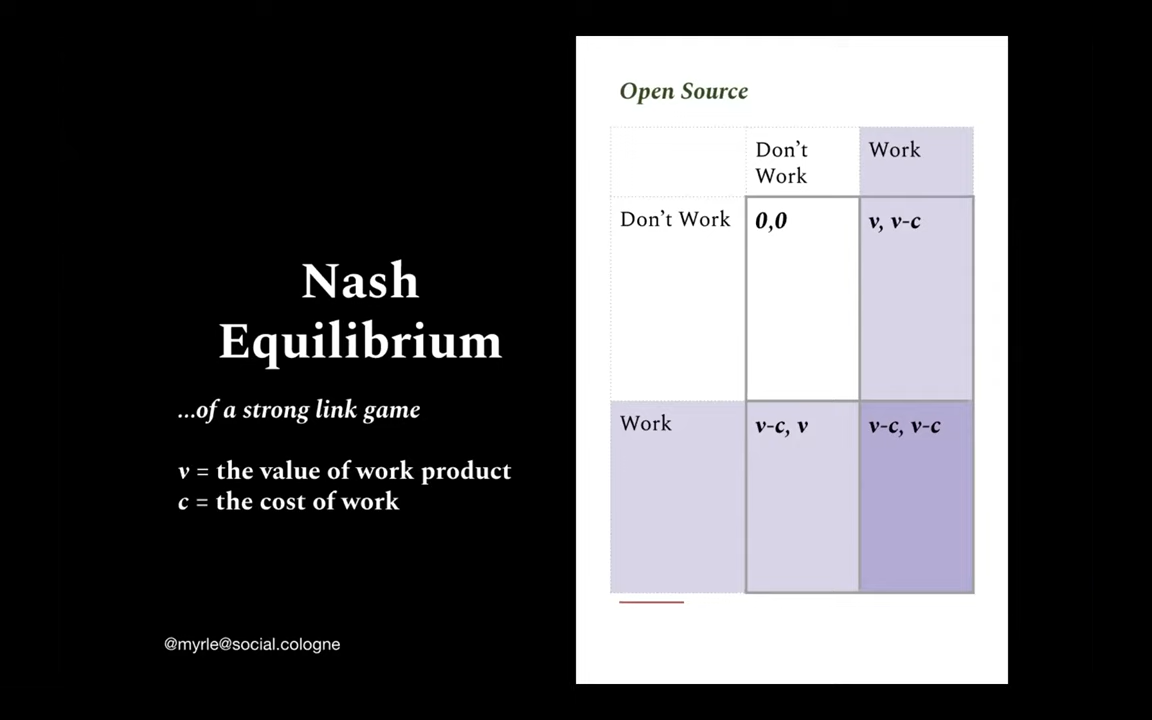 Nash
Equilibrium
...of a strong link game
v = the value of work product
c = the cost of work
@myrle@social.cologne
Open Source
Don't Work
Work
Don't Work
0,0
v, v-c
Work
v-c, v
v-c, v-c